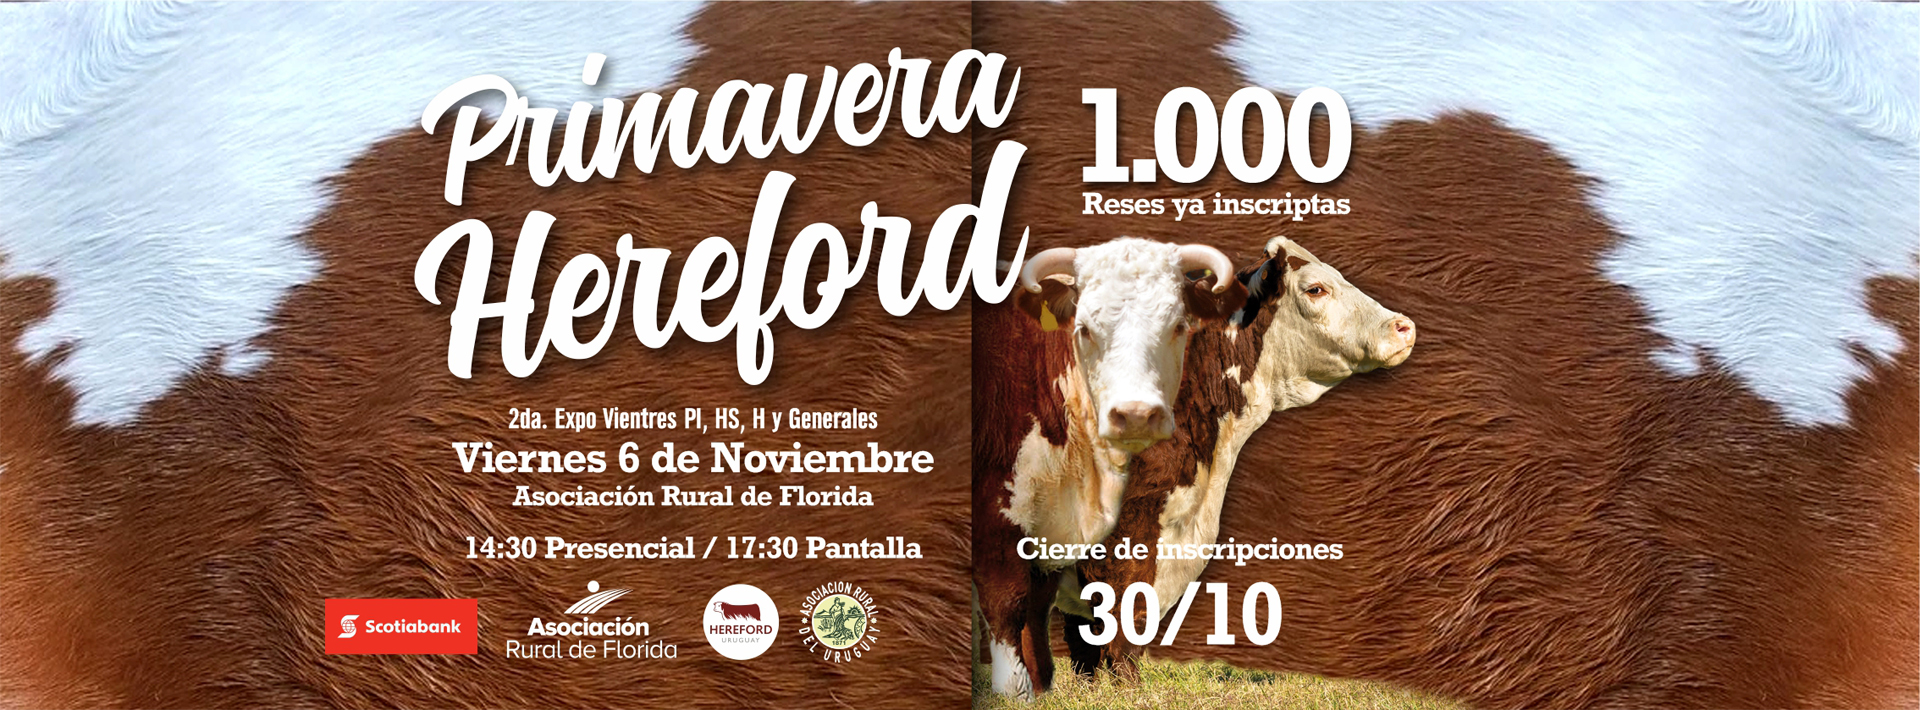 Primavera
Hereford
2da. Expo Vientres PI, HS, H y Generales
Viernes 6 de Noviembre
Asociación Rural de Florida
14:30 Presencial / 17:30 Pantalla
Scotiabank
Asociación
Rural de Florida
HEREFORD
URUGUAY
ASOCIACION RURAL
DEL URUGUAY
1871
1.000
Reses ya inscriptas
Cierre de inscripciones
30/10